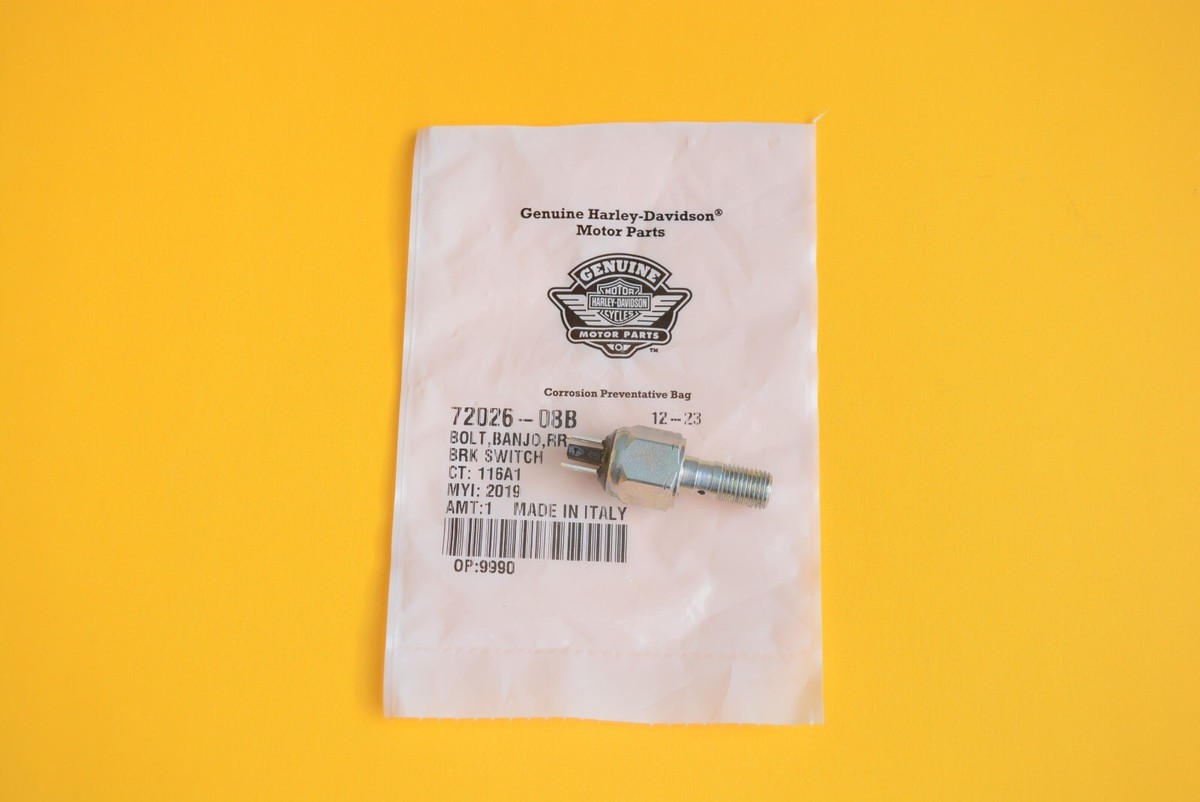 Genuine Harley-Davidson®
Motor Parts
GENUINE
MOTOR
HARLEY-DAVIDSON
CYCLES
MOTOR PARTS
TM
Corrosion Preventative Bag
72026-08B 12-23
BOLT,BANJO,RR
BRK SWITCH
CT: 116A1
MYI: 2019
AMT:1 MADE IN ITALY
OP:9990